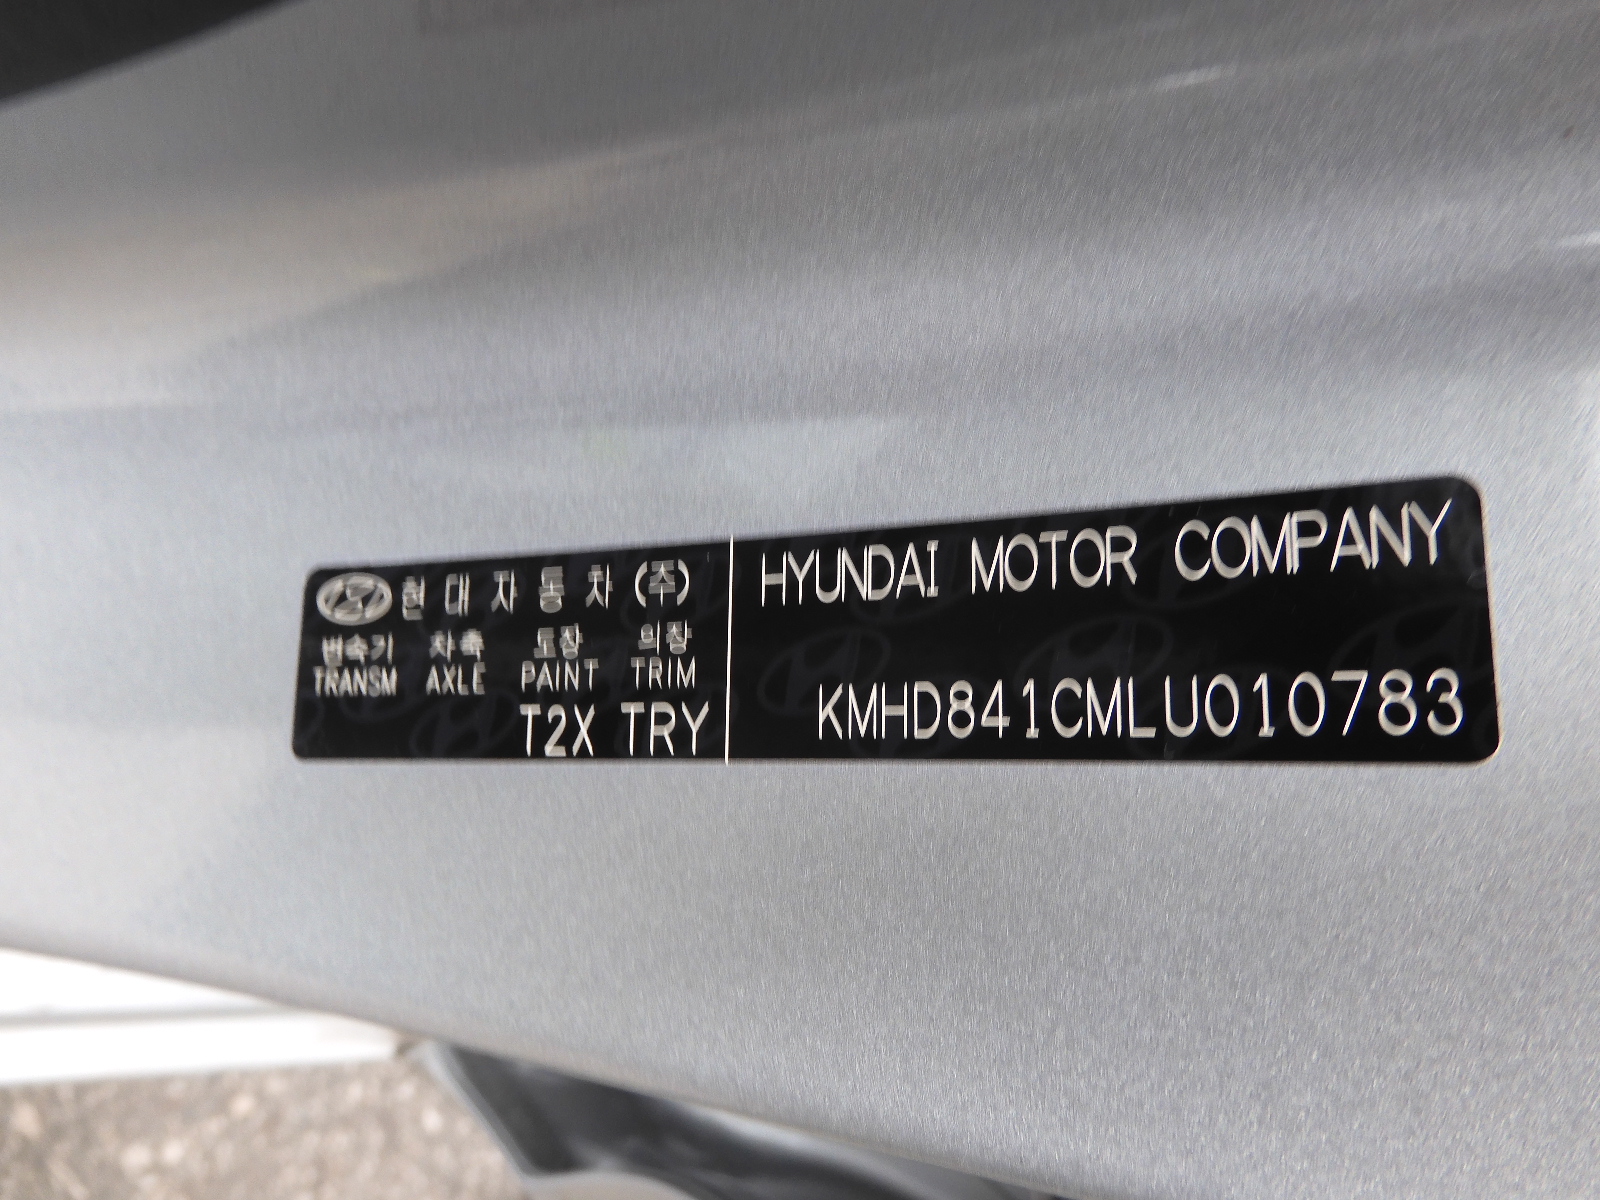 현대자동차(주)
변속기 차축 도장 의장
TRANSM AXLE PAINT TRIM
T2X TRY
HYUNDAI MOTOR COMPANY
KMHD841CMLU010783